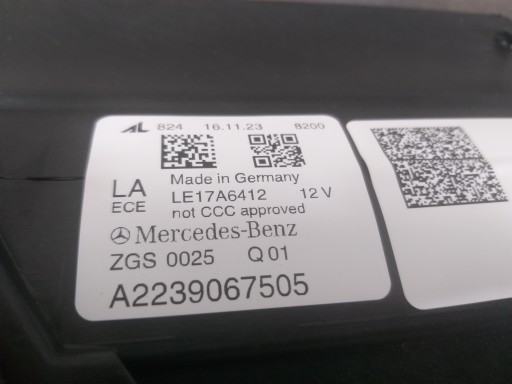 AL 824 16.11.23 8200
Made in Germany
LA LE17A6412 12 V
ECE not CCC approved
Mercedes-Benz
ZGS 0025 Q 01
A2239067505